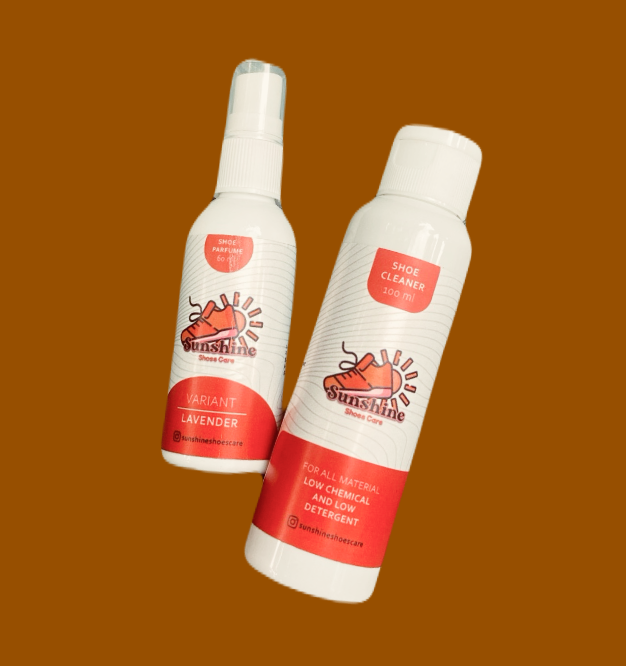 SHOE
PARFUME
60 ml
Sunshine
Shoes Care
VARIANT
LAVENDER
sunshineshoescare
SHOE
CLEANER
100 ml
Sunshine
Shoes Care
FOR ALL MATERIAL
LOW CHEMICAL
AND LOW
DETERGENT
sunshineshoescare